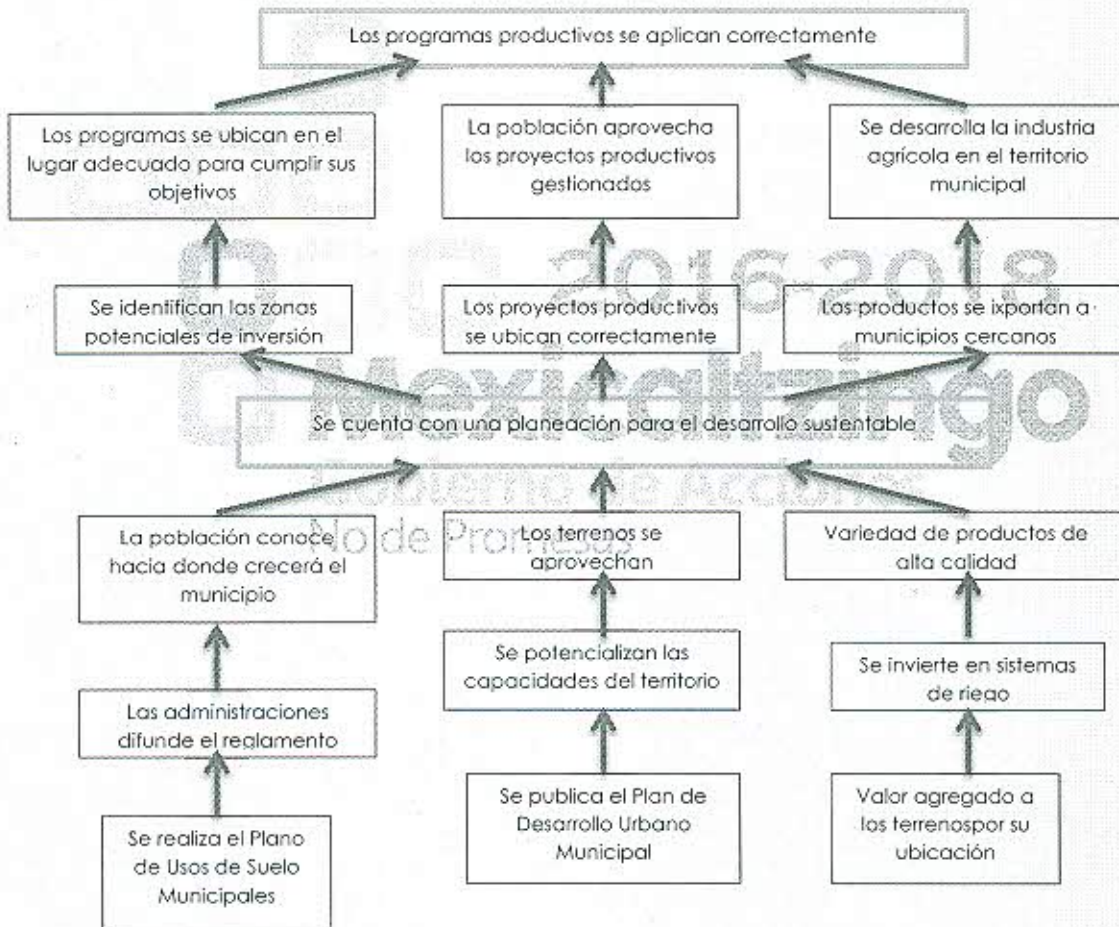 Los programas productivos se aplican correctamente
Los programas se ubican en el
lugar adecuado para cumplir sus
objetivos
La población aprovecha
los proyectos productivos
gestionados
Se desarrolla la industria
agrícola en el territorio
municipal
2016-2018
Se identifican las zonas
potenciales de inversión
Los proyectos productivos
se ubican correctamente
Los productos se ixportan a
municipios cercanos
Mexicaltzingo
Se cuenta con una planeación para el desarrollo sustentable
Gobierno de Acciones
No de Promesas
La población conoce
hacia donde crecerá el
municipio
Los terrenos se
aprovechan
Variedad de productos de
alta calidad
Se potencializan las
capacidades del territorio
Se invierte en sistemas
de riego
Las administraciones
difunde el reglamento
Se publica el Plan de
Desarrollo Urbano
Municipal
Valor agregado a
los terrenospor su
ubicación
Se realiza el Plano
de Usos de Suelo
Municipales